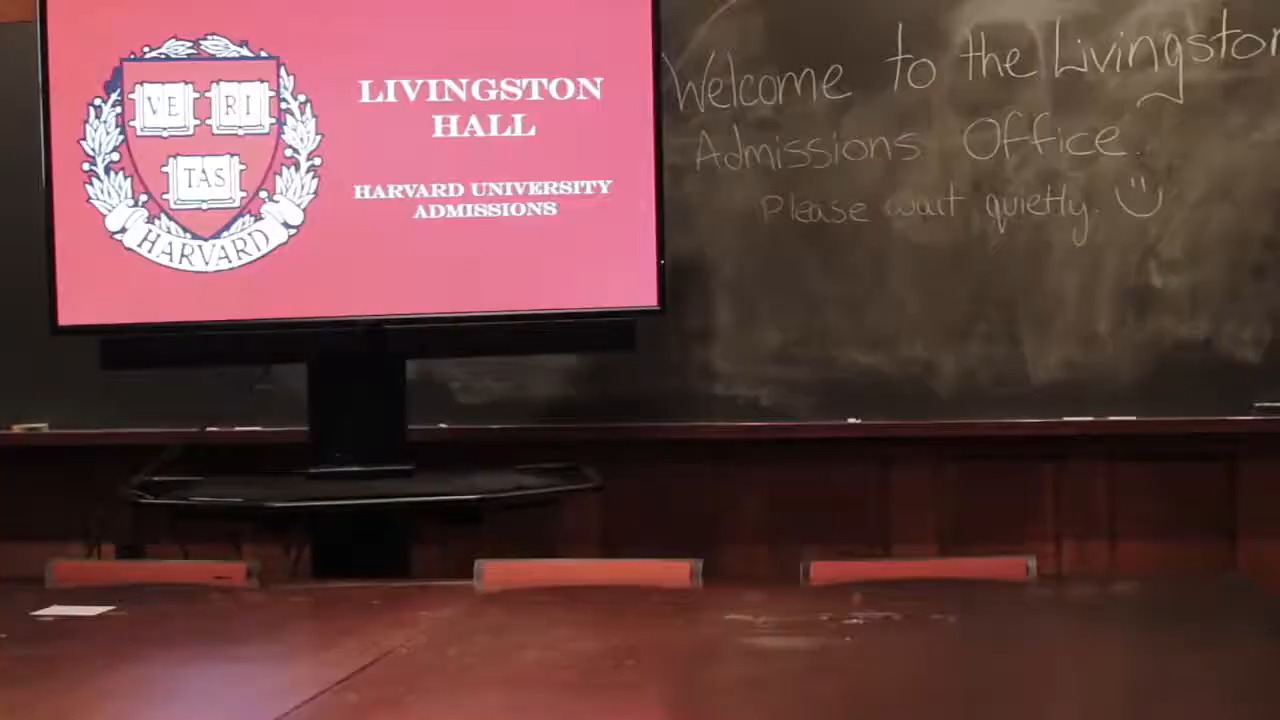 VE RI
TAS
HARVARD
LIVINGSTON
HALL
HARVARD UNIVERSITY
ADMISSIONS
Welcome to the Livingston
Admissions Office.
Please wait quietly.